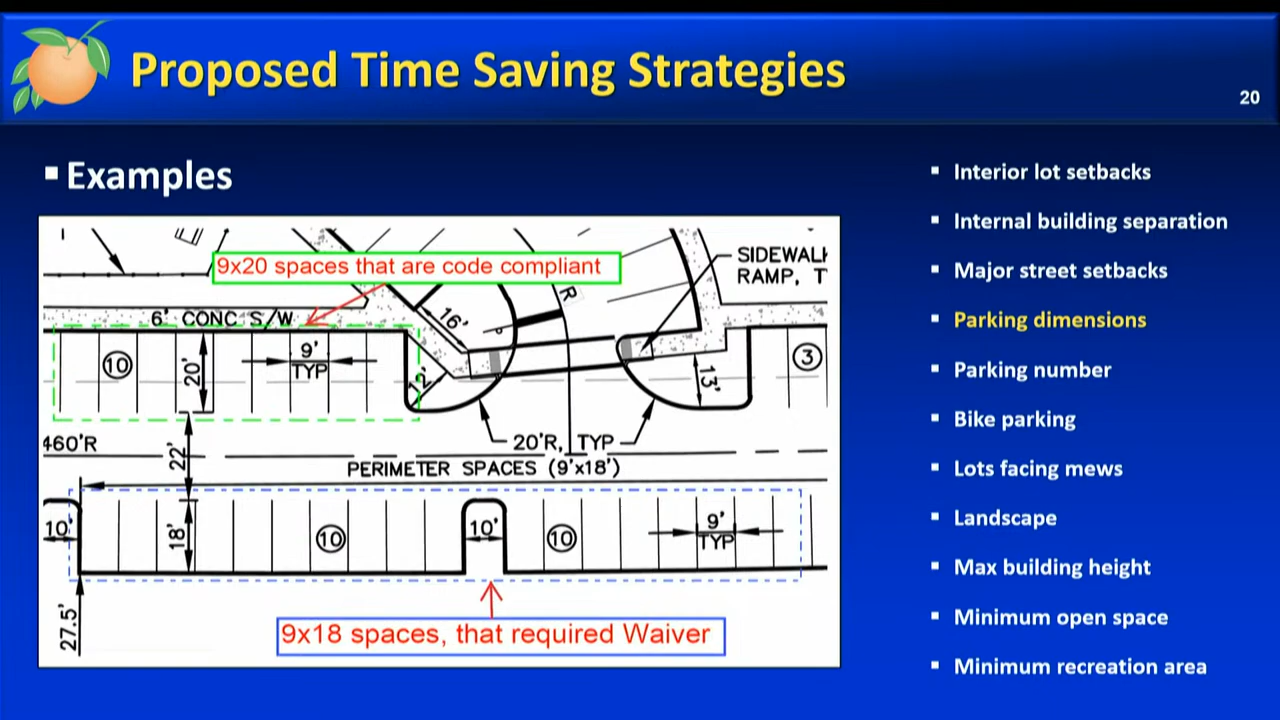 Proposed Time Saving Strategies
20
▪ Examples
9x20 spaces that are code compliant
SIDEWALK
RAMP, T
6' CONC S/W
16'
R
10
20'
9'
TYP
12'
13'
3
460'R
22'
20'R, TYP
PERIMETER SPACES (9'x18')
10'
18'
10
10'
10
9'
TYP
27.5'
9x18 spaces, that required Waiver
▪ Interior lot setbacks
▪ Internal building separation
▪ Major street setbacks
▪ Parking dimensions
▪ Parking number
▪ Bike parking
▪ Lots facing mews
▪ Landscape
▪ Max building height
▪ Minimum open space
▪ Minimum recreation area